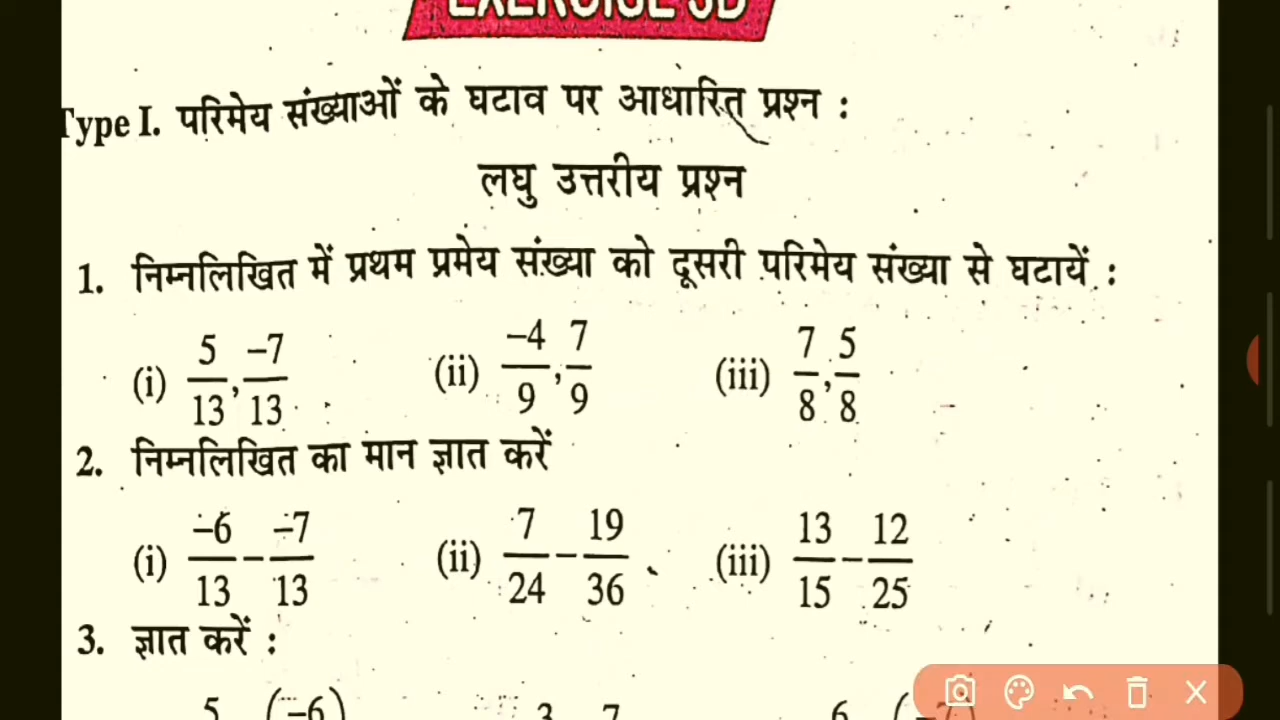 EXERCISE 3D
Type I. परिमेय संख्याओं के घटाव पर आधारित प्रश्न :
लघु उत्तरीय प्रश्न
1. निम्नलिखित में प्रथम प्रमेय संख्या को दूसरी परिमेय संख्या से घटायें :
(i) 5/13, -7/13 (ii) -4/9, 7/9 (iii) 7/8, 5/8
2. निम्नलिखित का मान ज्ञात करें
(i) -6/13 - -7/13 (ii) 7/24 - 19/36 (iii) 13/15 - 12/25
3. ज्ञात करें :